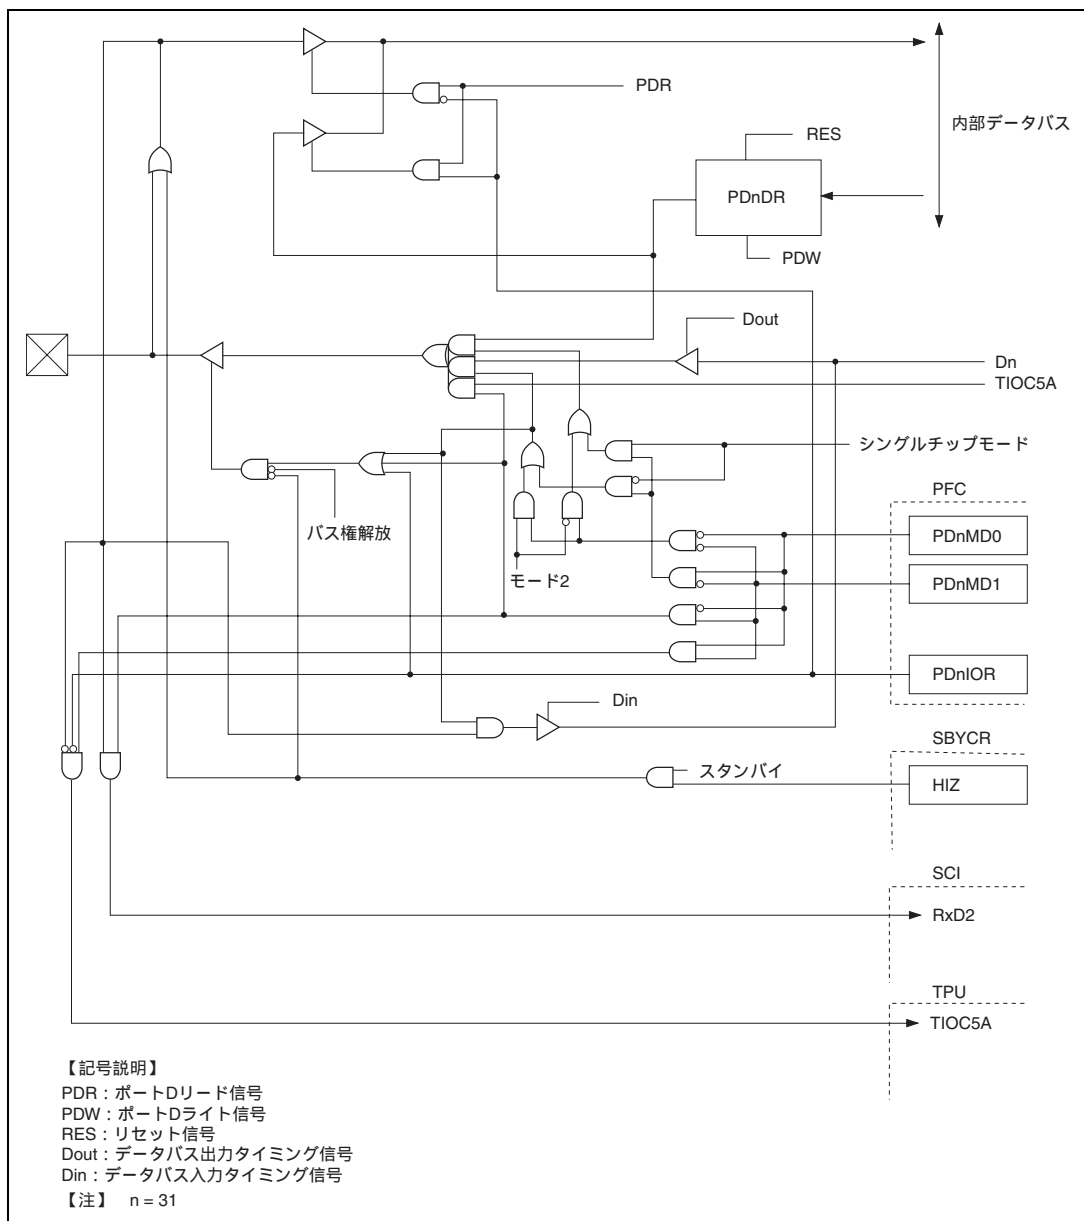 PDR
内部データバス
RES
PDnDR
PDW
Dout
Dn
TIOC5A
シングルチップモード
PFC
バス権解放
PDnMD0
モード2
PDnMD1
PDnIOR
Din
SBYCR
スタンバイ
HIZ
SCI
RxD2
TPU
TIOC5A
【記号説明】
PDR：ポートDリード信号
PDW：ポートDライト信号
RES：リセット信号
Dout：データバス出力タイミング信号
Din：データバス入力タイミング信号
【注】 n = 31